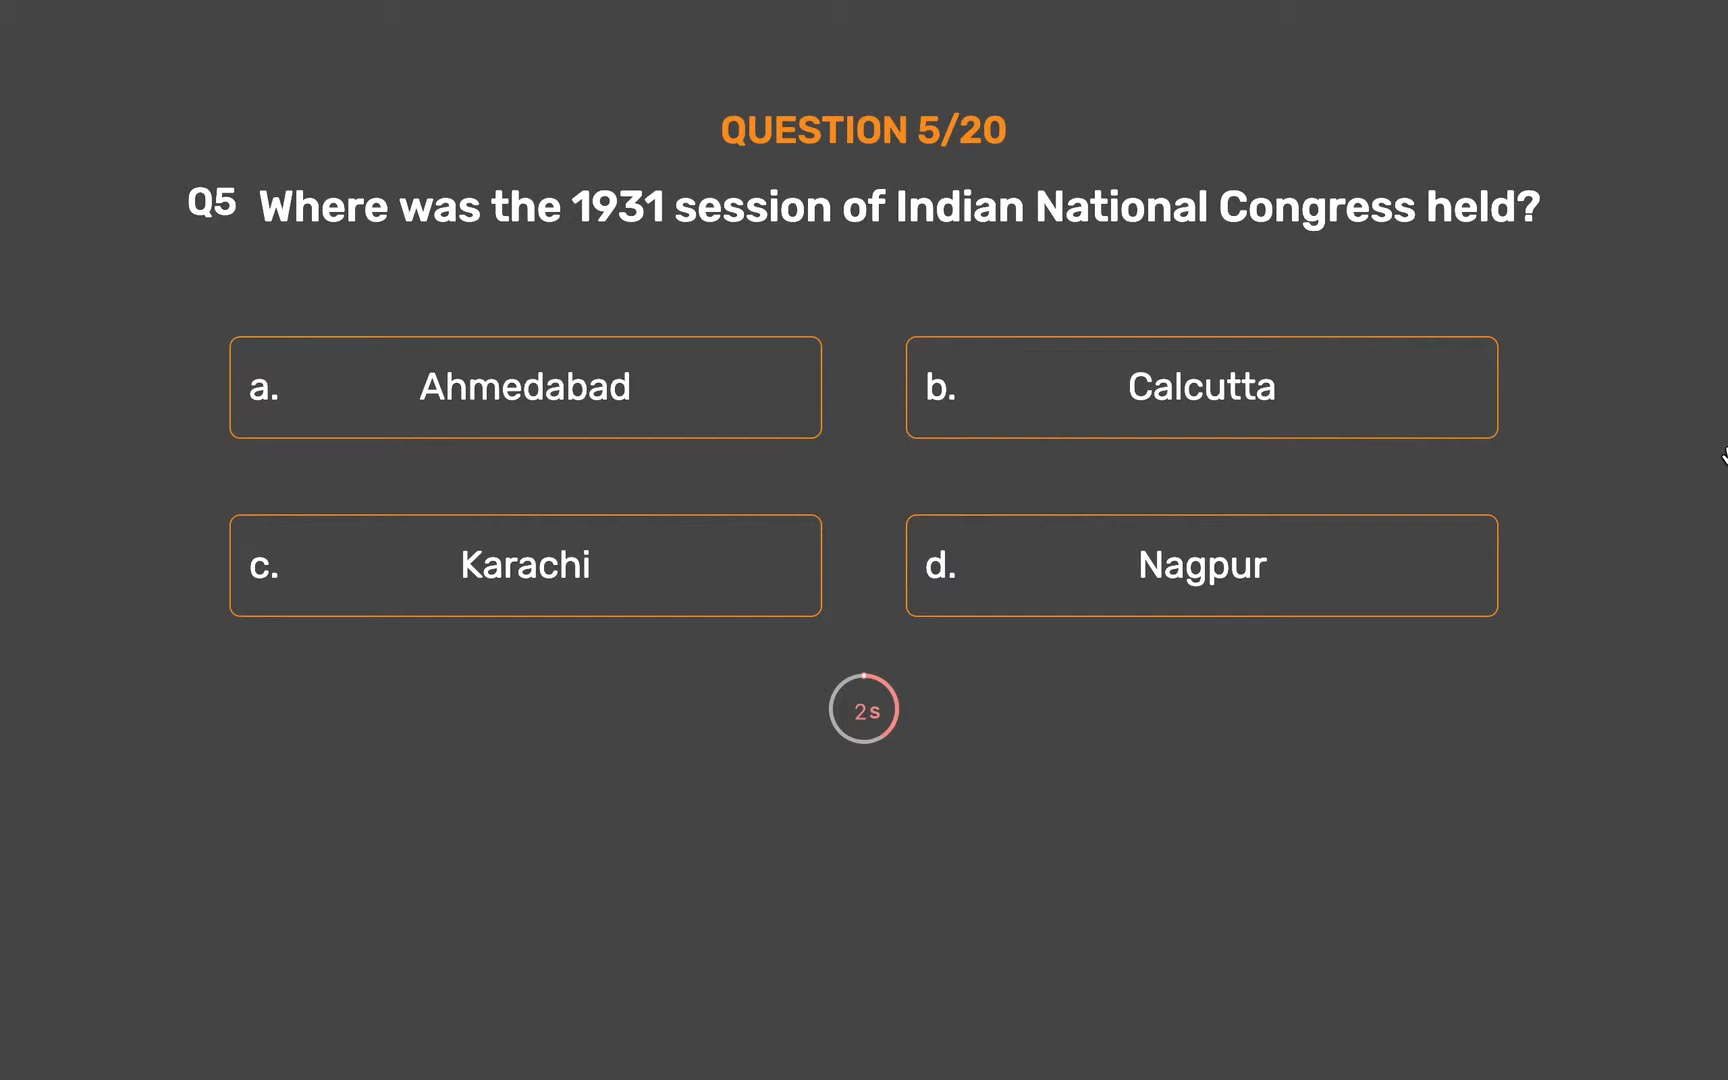 QUESTION 5/20
Q5 Where was the 1931 session of Indian National Congress held?
a. Ahmedabad
b. Calcutta
c. Karachi
d. Nagpur
2s